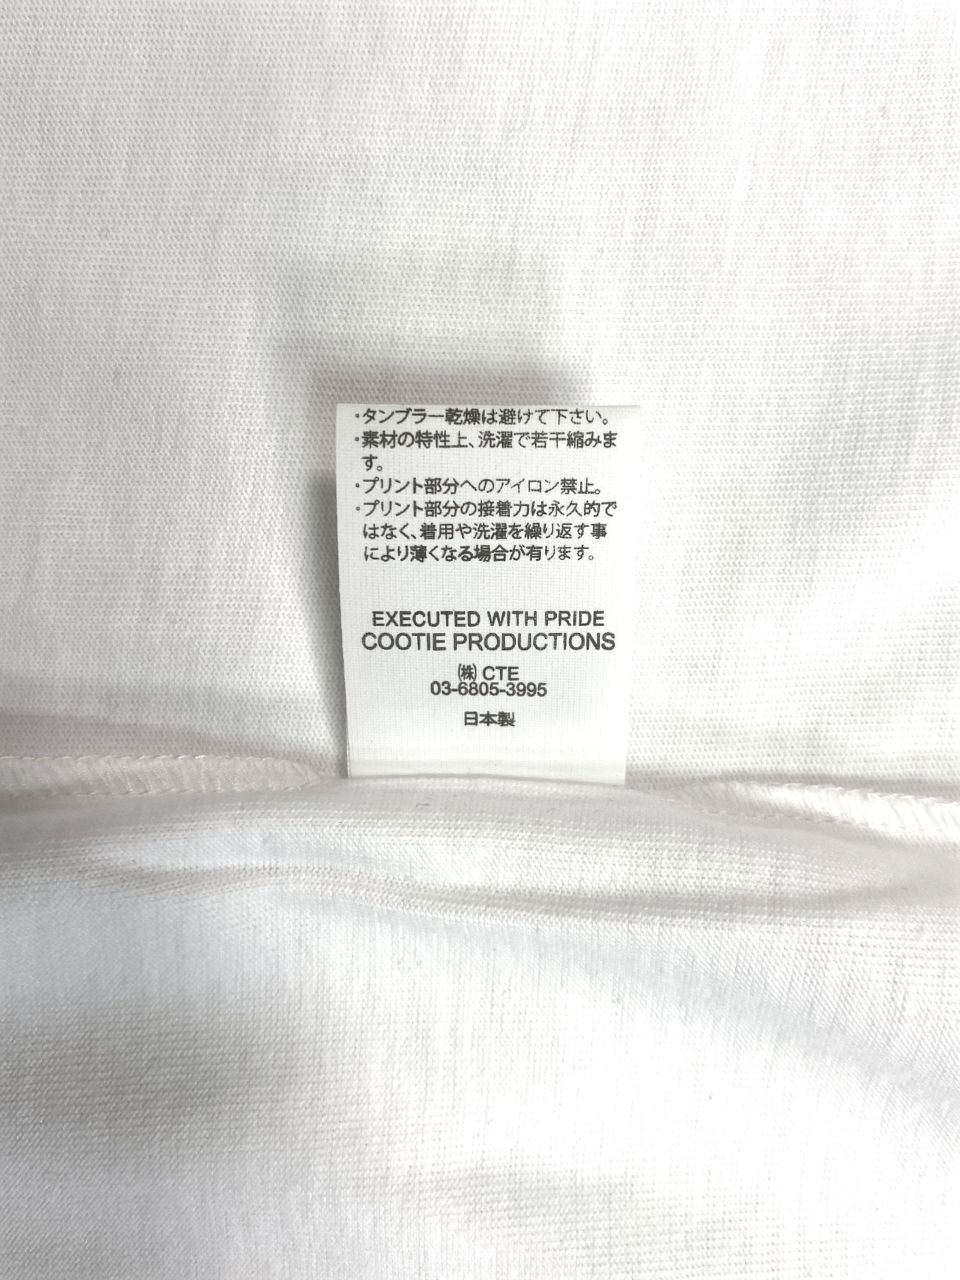 ・タンブラー乾燥は避けて下さい。
・素材の特性上、洗濯で若干縮みま
す。
・プリント部分へのアイロン禁止。
・プリント部分の接着力は永久的で
はなく、着用や洗濯を繰り返す事
により薄くなる場合が有ります。
EXECUTED WITH PRIDE
COOTIE PRODUCTIONS
㈱ CTE
03-6805-3995
日本製